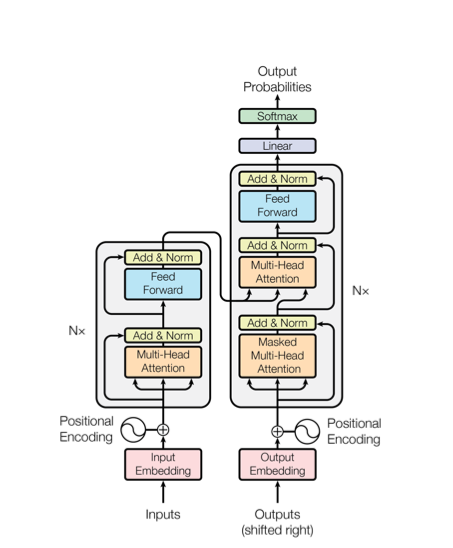 Output
Probabilities
Softmax
Linear
Add & Norm
Feed
Forward
Add & Norm
Multi-Head
Attention
Add & Norm
Masked
Multi-Head
Attention
N×
Add & Norm
Feed
Forward
N×
Add & Norm
Multi-Head
Attention
Positional
Encoding
Positional
Encoding
Input
Embedding
Output
Embedding
Inputs
Outputs
(shifted right)